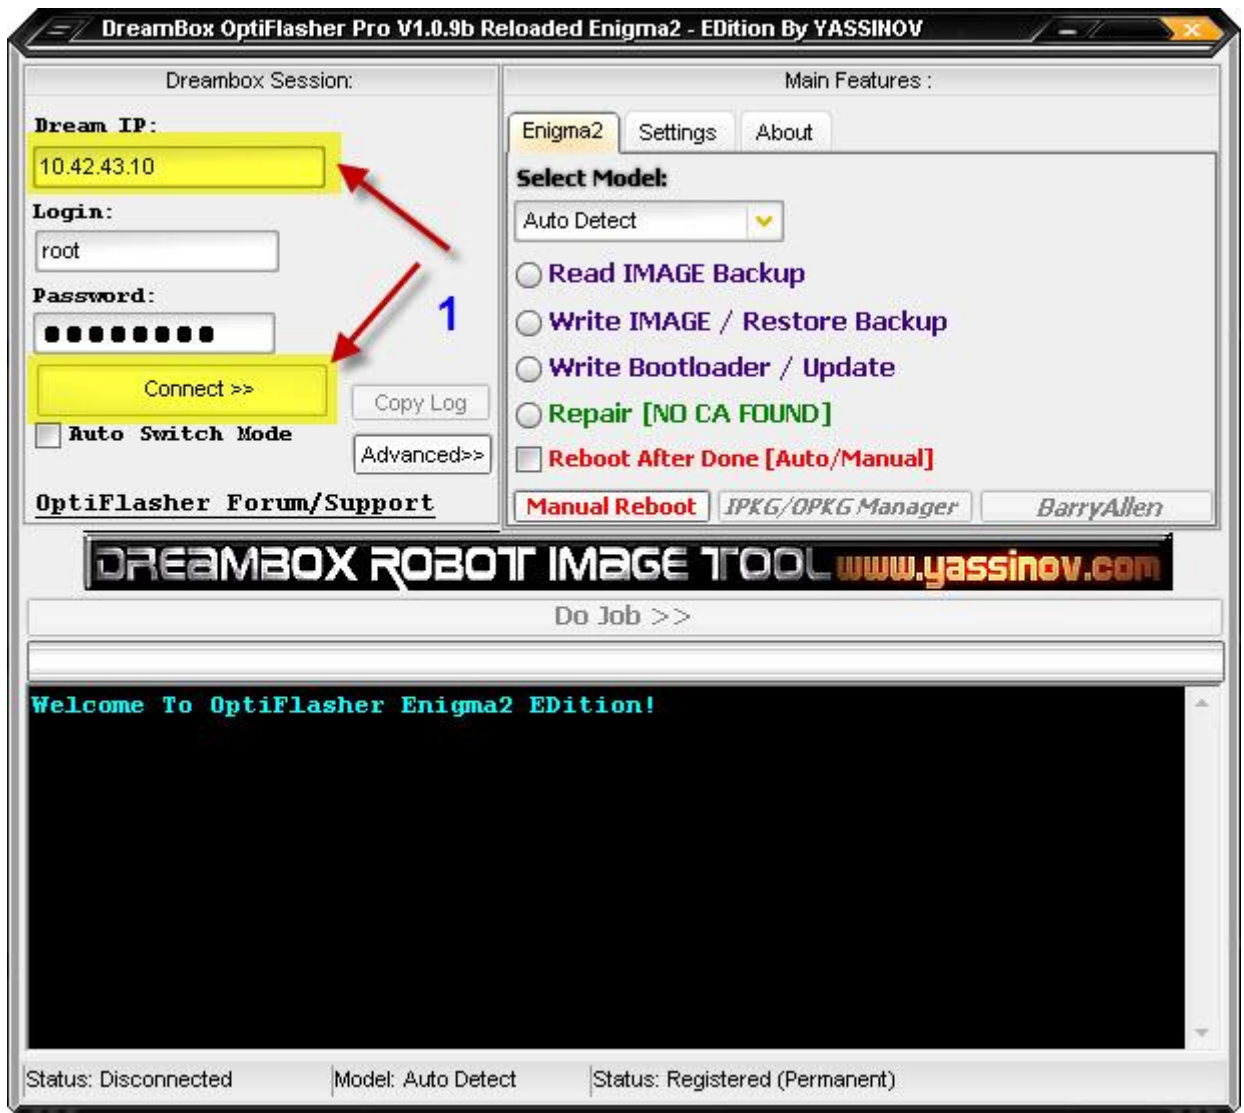 DreamBox OptiFlasher Pro V1.0.9b Reloaded Enigma2 - EDition By YASSINOV
Dreambox Session:
Dream IP:
10.42.43.10
Login:
root
Password:
1
Connect >>
Copy Log
Auto Switch Mode
Advanced>>
OptiFlasher Forum/Support
Main Features :
Enigma2 Settings About
Select Model:
Auto Detect
Read IMAGE Backup
Write IMAGE / Restore Backup
Write Bootloader / Update
Repair [NO CA FOUND]
Reboot After Done [Auto/Manual]
Manual Reboot IPKG/OPKG Manager BarryAllen
DREAMBOX ROBOT IMAGE TOOL www.yassinov.com
Do Job >>
Welcome To OptiFlasher Enigma2 EDition!
Status: Disconnected Model: Auto Detect Status: Registered (Permanent)